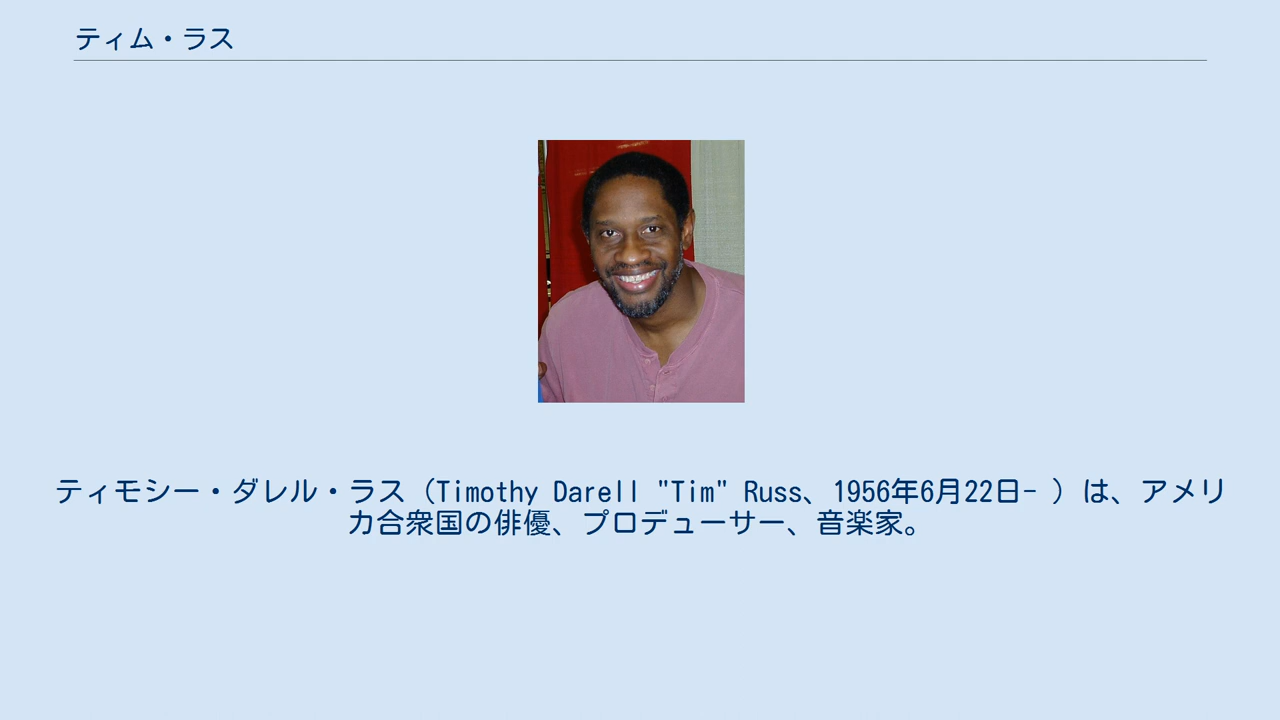 ティム・ラス
ティモシー・ダレル・ラス（Timothy Darell "Tim" Russ、1956年6月22日- ）は、アメリ
カ合衆国の俳優、プロデューサー、音楽家。